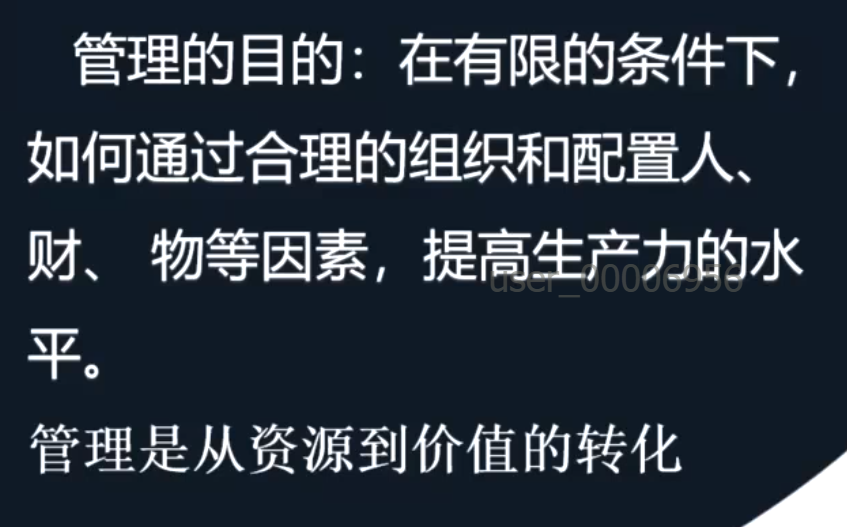 管理的目的：在有限的条件下，
如何通过合理的组织和配置人、
财、 物等因素，提高生产力的水
平。
user_00006956
管理是从资源到价值的转化